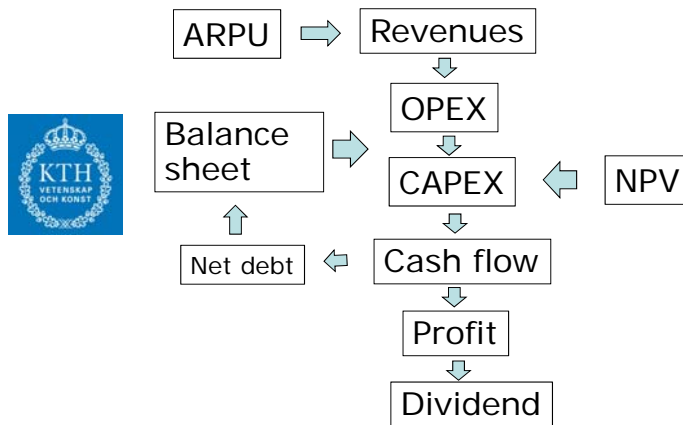 ARPU
Revenues
OPEX
Balance
sheet
KTH
VETENSKAP
OCH KONST
CAPEX
NPV
Net debt
Cash flow
Profit
Dividend